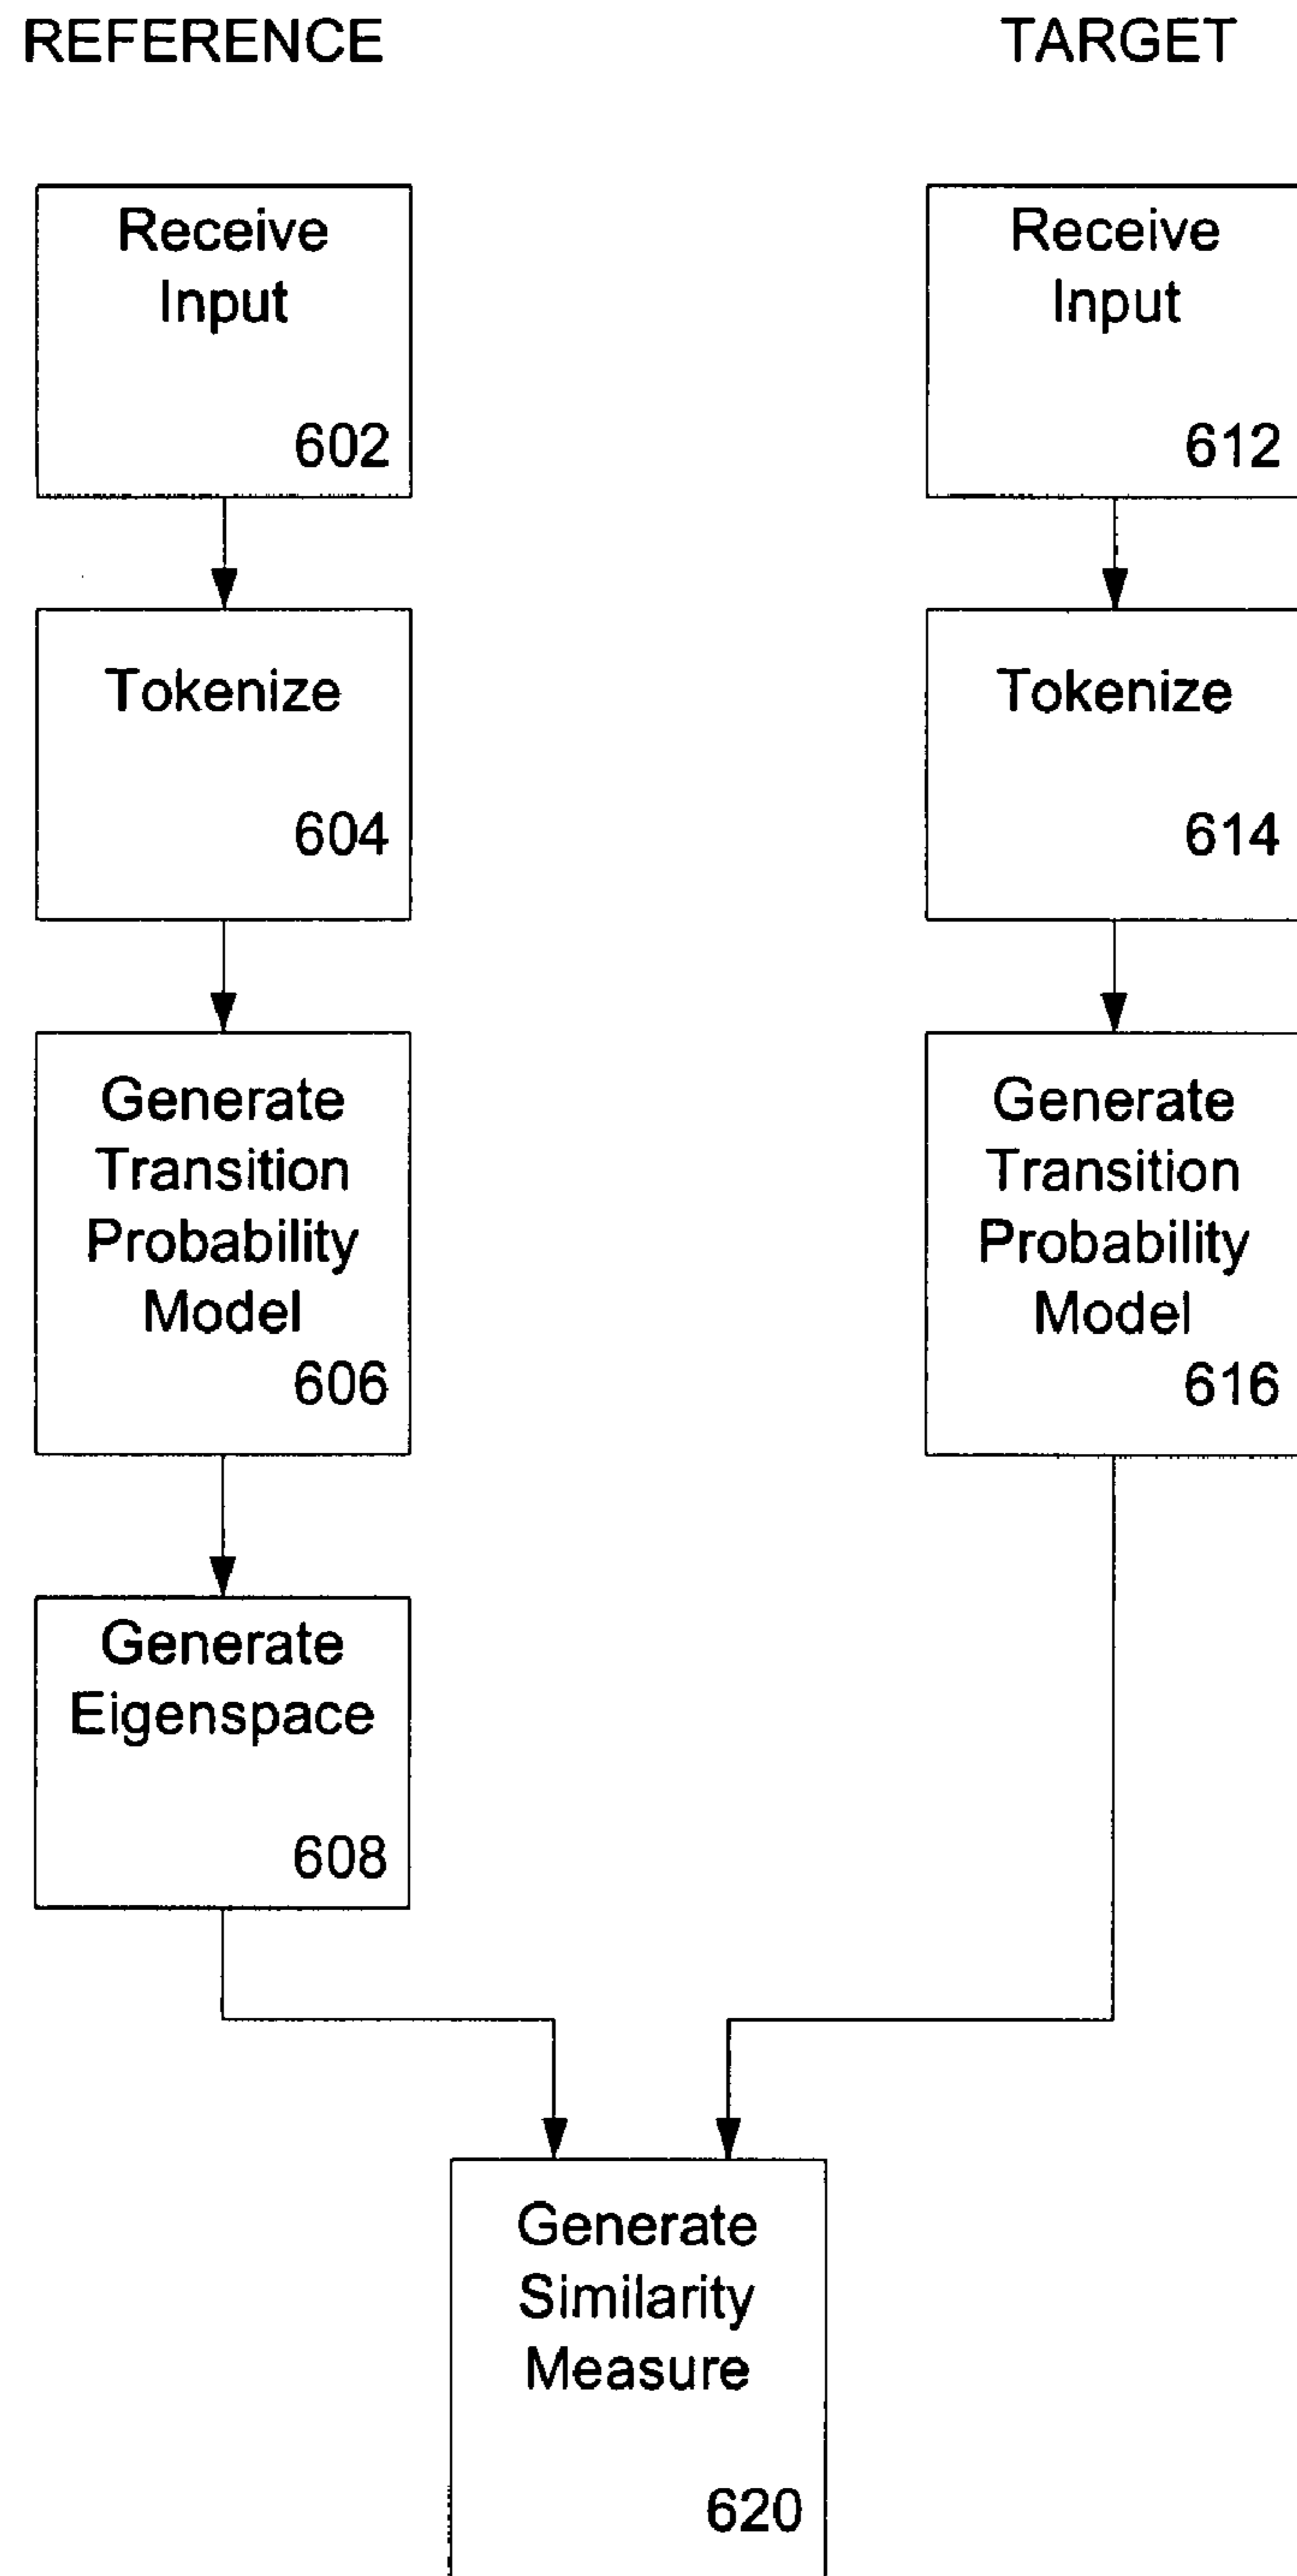 REFERENCE
TARGET
Receive
Input
602
Receive
Input
612
Tokenize
604
Tokenize
614
Generate
Transition
Probability
Model
606
Generate
Transition
Probability
Model
616
Generate
Eigenspace
608
Generate
Similarity
Measure
620